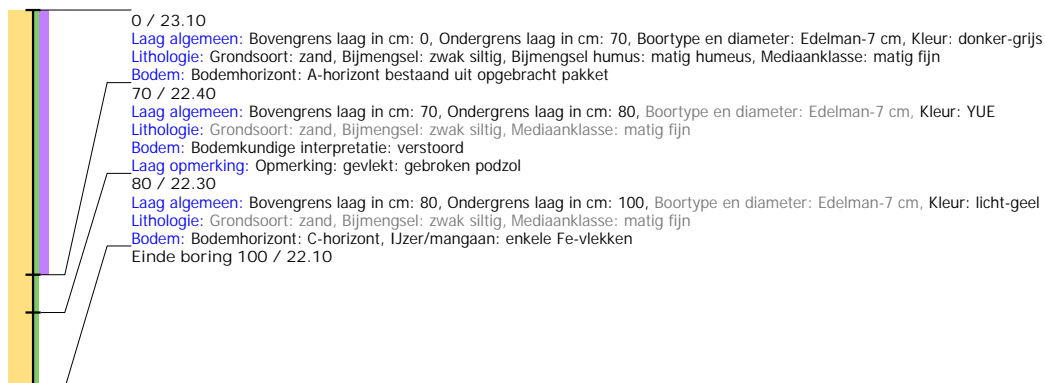 0 / 23.10
Laag algemeen: Bovengrens laag in cm: 0, Ondergrens laag in cm: 70, Boortype en diameter: Edelman-7 cm, Kleur: donker-grijs
Lithologie: Grondsoort: zand, Bijmengsel: zwak siltig, Bijmengsel humus: matig humeus, Mediaanklasse: matig fijn
Bodem: Bodemhorizont: A-horizont bestaand uit opgebracht pakket
70 / 22.40
Laag algemeen: Bovengrens laag in cm: 70, Ondergrens laag in cm: 80, Boortype en diameter: Edelman-7 cm, Kleur: YUE
Lithologie: Grondsoort: zand, Bijmengsel: zwak siltig, Mediaanklasse: matig fijn
Bodem: Bodemkundige interpretatie: verstoord
Laag opmerking: Opmerking: gevlekt: gebroken podzol
80 / 22.30
Laag algemeen: Bovengrens laag in cm: 80, Ondergrens laag in cm: 100, Boortype en diameter: Edelman-7 cm, Kleur: licht-geel
Lithologie: Grondsoort: zand, Bijmengsel: zwak siltig, Mediaanklasse: matig fijn
Bodem: Bodemhorizont: C-horizont, IJzer/mangaan: enkele Fe-vlekken
Einde boring 100 / 22.10